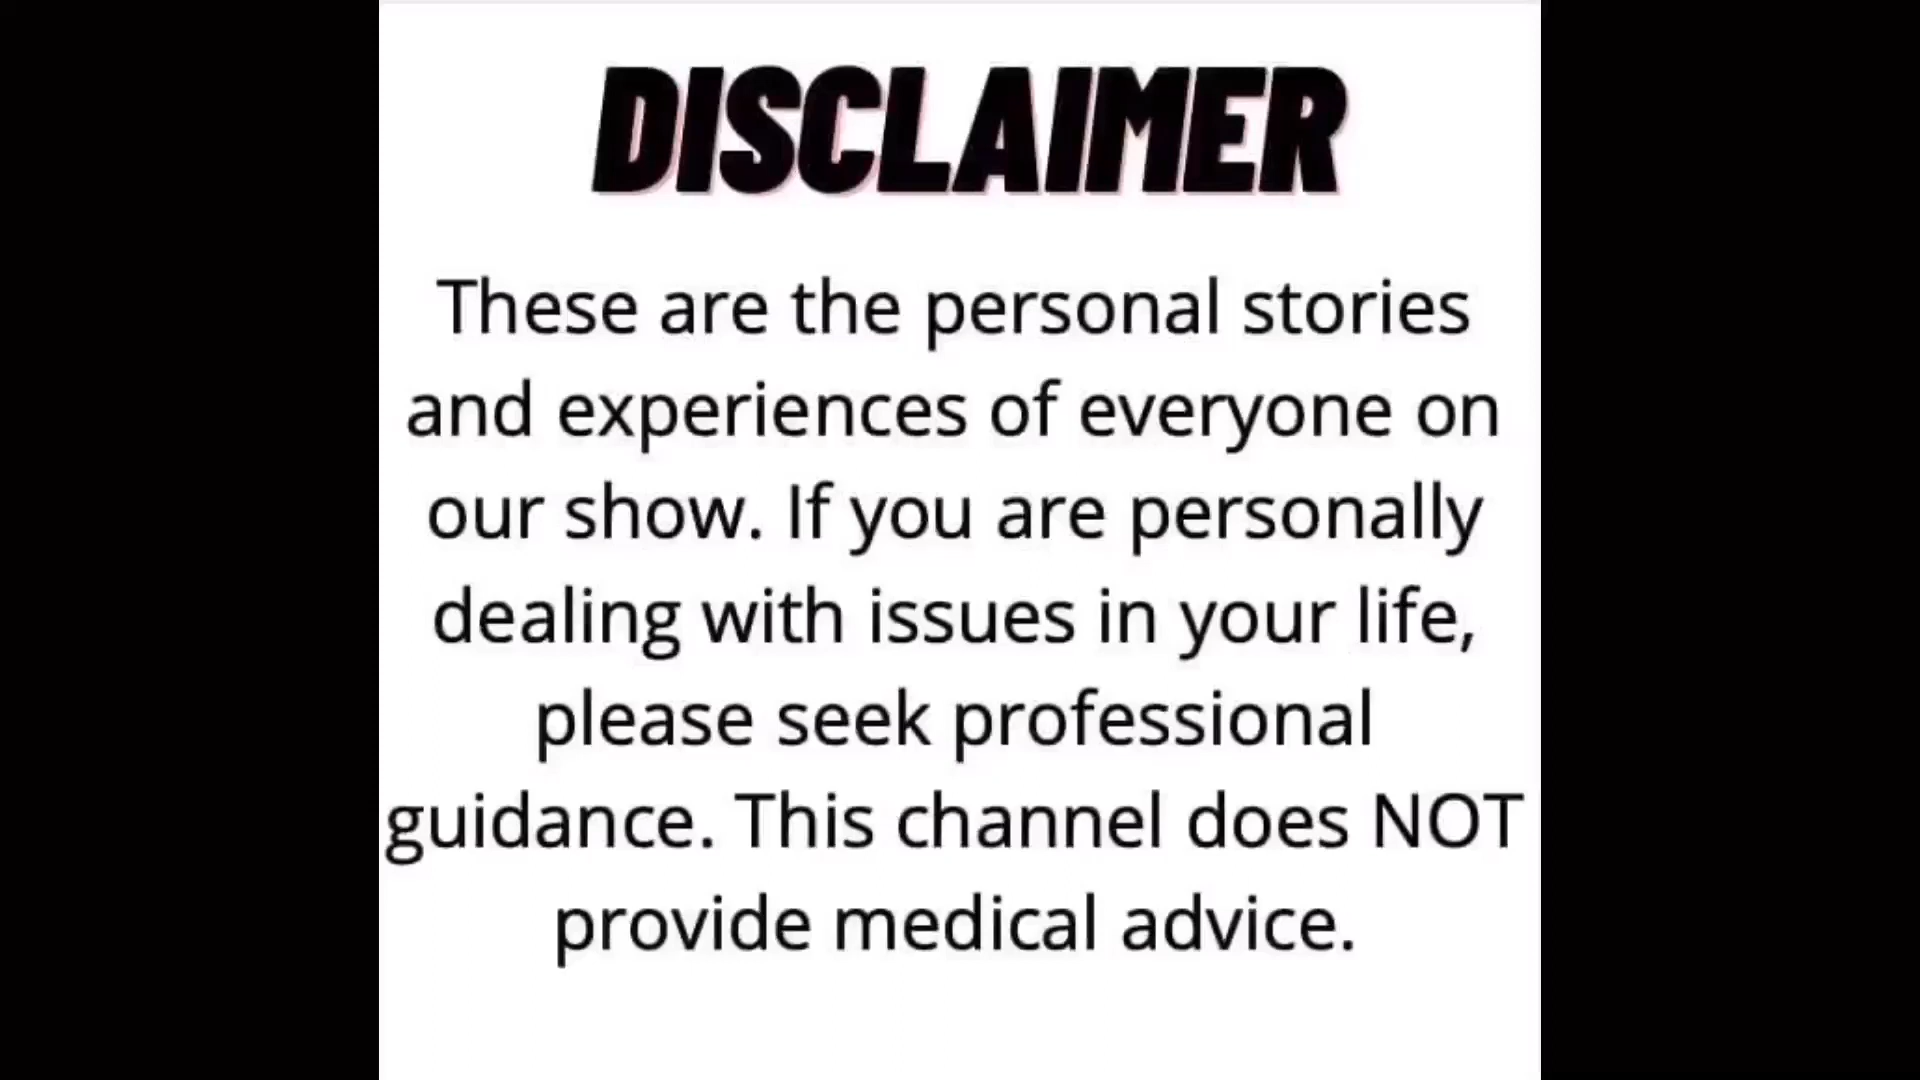 DISCLAIMER
These are the personal stories
and experiences of everyone on
our show. If you are personally
dealing with issues in your life,
please seek professional
guidance. This channel does NOT
provide medical advice.